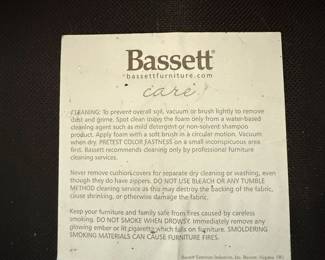 Bassett®
bassettfurniture.com
care
CLEANING: To prevent overall soil, vacuum or brush lightly to remove
dust and grime. Spot clean using the foam only from a water-based
cleaning agent such as mild detergent or non-solvent shampoo
product. Apply foam with a soft brush in a circular motion. Vacuum
when dry. PRETEST COLOR FASTNESS on a small inconspicuous area
first. Bassett recommends cleaning only by professional furniture
cleaning services.
Never remove cushion covers for separate dry cleaning or washing, even
though they do have zippers. DO NOT USE BLEACH OR ANY TUMBLE
METHOD cleaning service as this may destroy the backing of the fabric,
cause shrinking, or otherwise damage the fabric.
Keep your furniture and family safe from fires caused by careless
smoking. DO NOT SMOKE WHEN DROWSY. Immediately remove any
glowing ember or lit cigarette which falls on furniture. SMOLDERING
SMOKING MATERIALS CAN CAUSE FURNITURE FIRES.
Bassett Furniture Industries, Inc. Bassett, Virginia